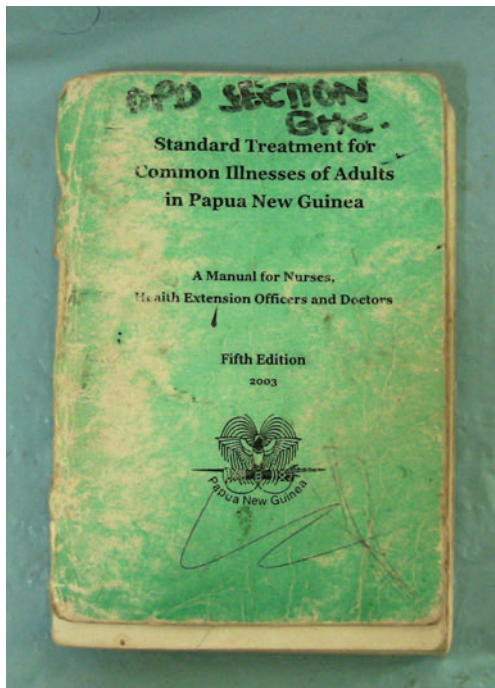 OPD SECTION
GHC.
Standard Treatment for
Common Illnesses of Adults
in Papua New Guinea
A Manual for Nurses,
Health Extension Officers and Doctors
Fifth Edition
2003
Papua New Guinea